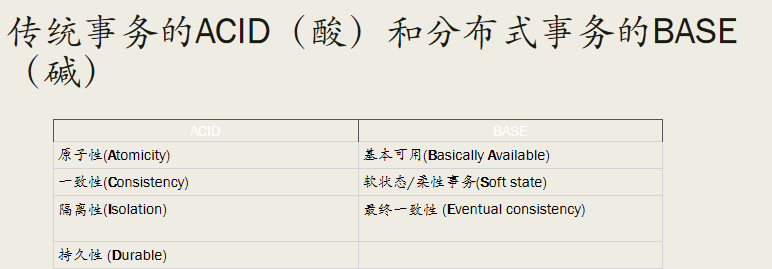 传统事务的ACID（酸）和分布式事务的BASE
（碱）
ACID BASE
原子性(Atomicity) 基本可用(Basically Available)
一致性(Consistency) 软状态/柔性事务(Soft state)
隔离性(Isolation) 最终一致性 (Eventual consistency)
持久性 (Durable)